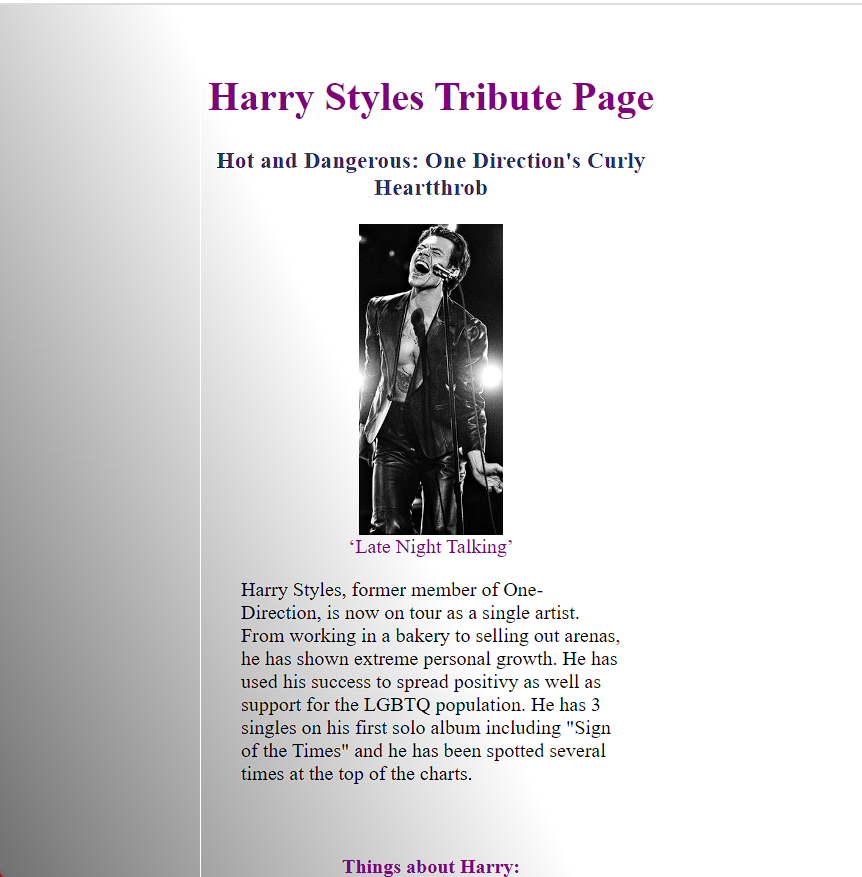 Harry Styles Tribute Page
Hot and Dangerous: One Direction's Curly
Heartthrob
‘Late Night Talking’
Harry Styles, former member of One-
Direction, is now on tour as a single artist.
From working in a bakery to selling out arenas,
he has shown extreme personal growth. He has
used his success to spread positivy as well as
support for the LGBTQ population. He has 3
singles on his first solo album including "Sign
of the Times" and he has been spotted several
times at the top of the charts.
Things about Harry: